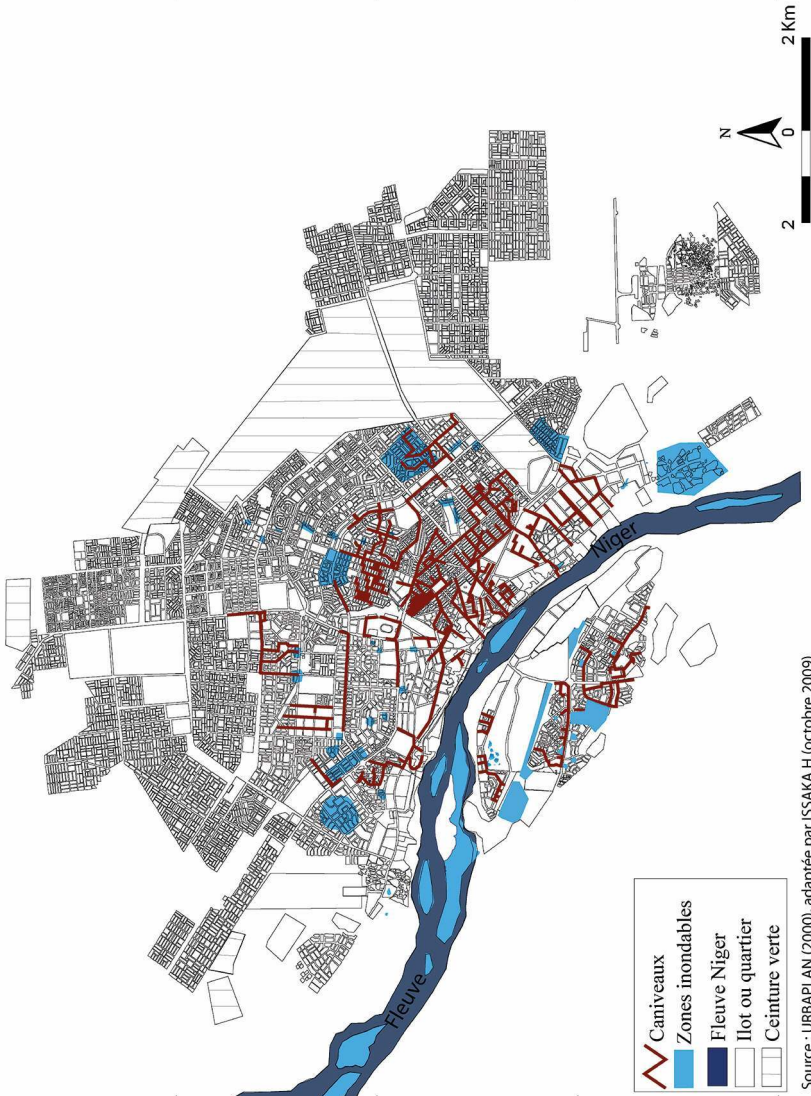 N
2
0
2 Km
Niger
Fleuve
Caniveaux
Zones inondables
Fleuve Niger
Ilot ou quartier
Ceinture verte
Source : URBAPLAN (2000), adaptée par ISSAKA H (octobre 2009)